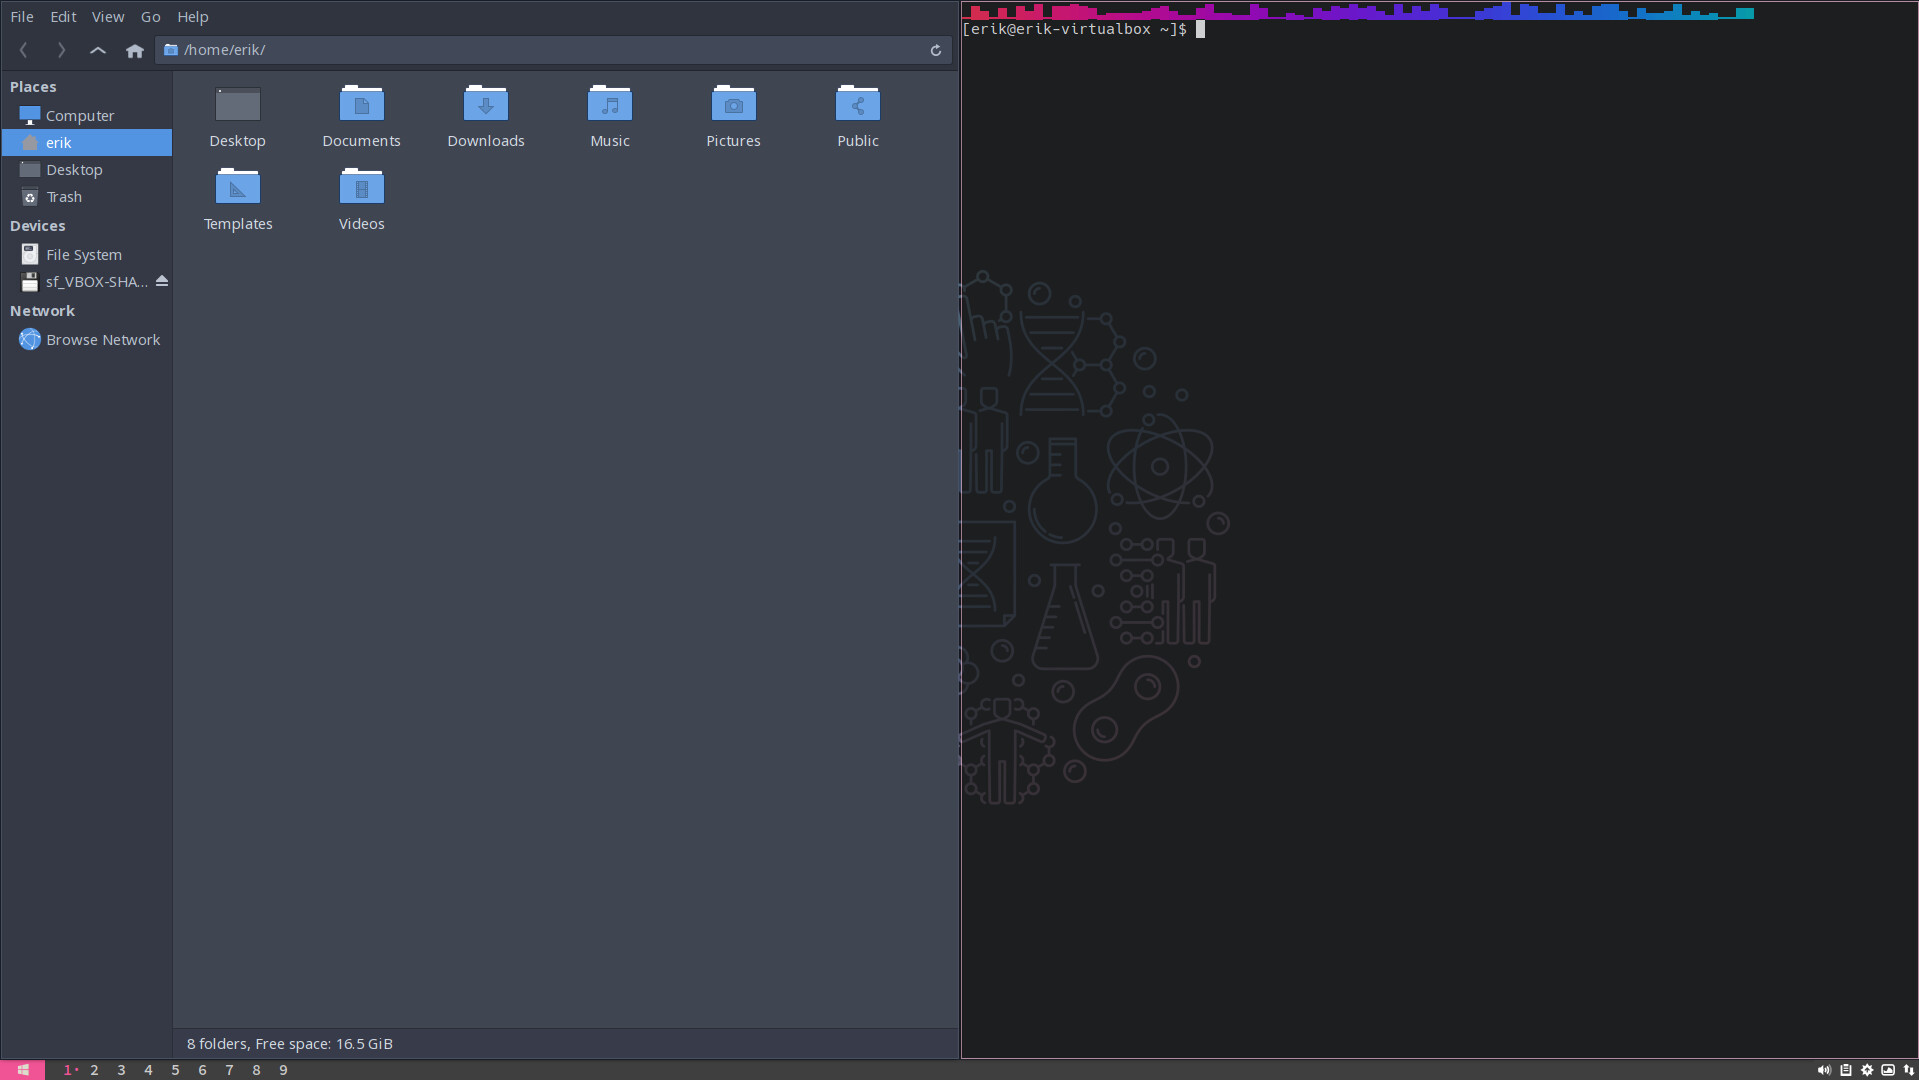 File Edit View Go Help
/home/erik/
Places
Computer
erik
Desktop
Trash
Devices
File System
sf_VBOX-SHA...
Network
Browse Network
Desktop Documents Downloads Music Pictures Public
Templates Videos
8 folders, Free space: 16.5 GiB
[erik@erik-virtualbox ~]$
1 2 3 4 5 6 7 8 9